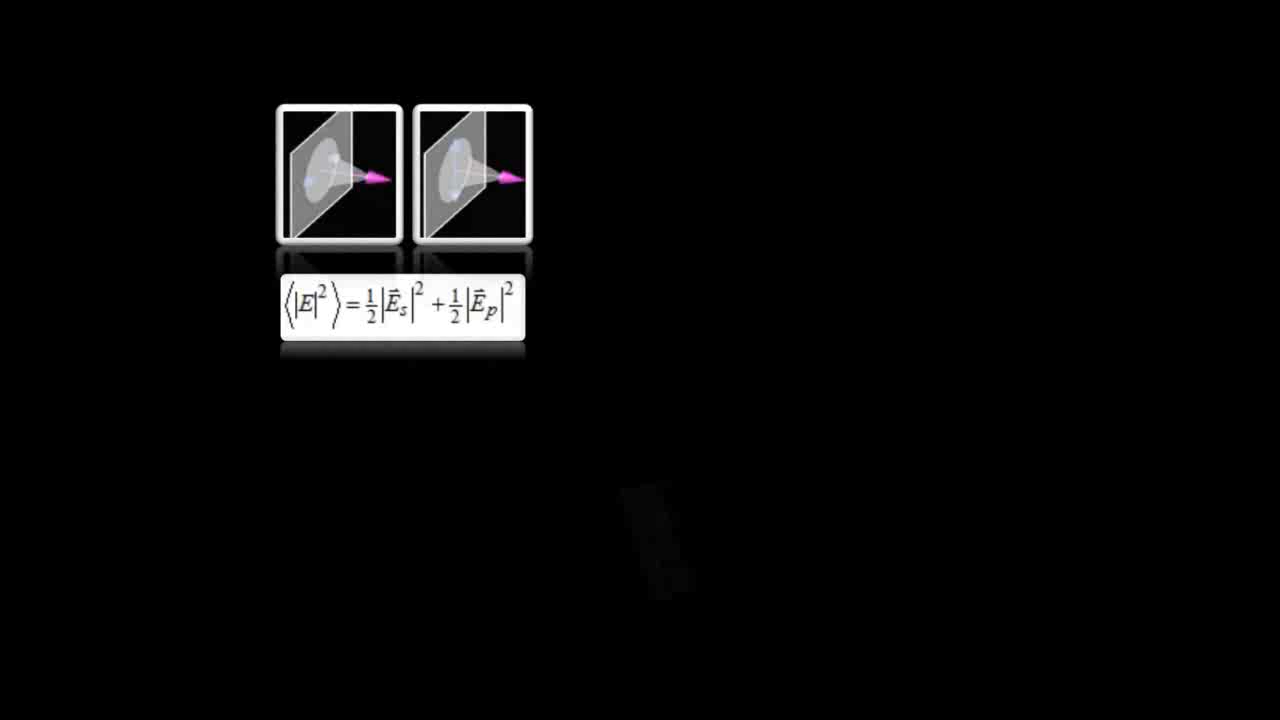 ⟨|E|²⟩ = ½|E⃗ₛ|² + ½|E⃗ₚ|²